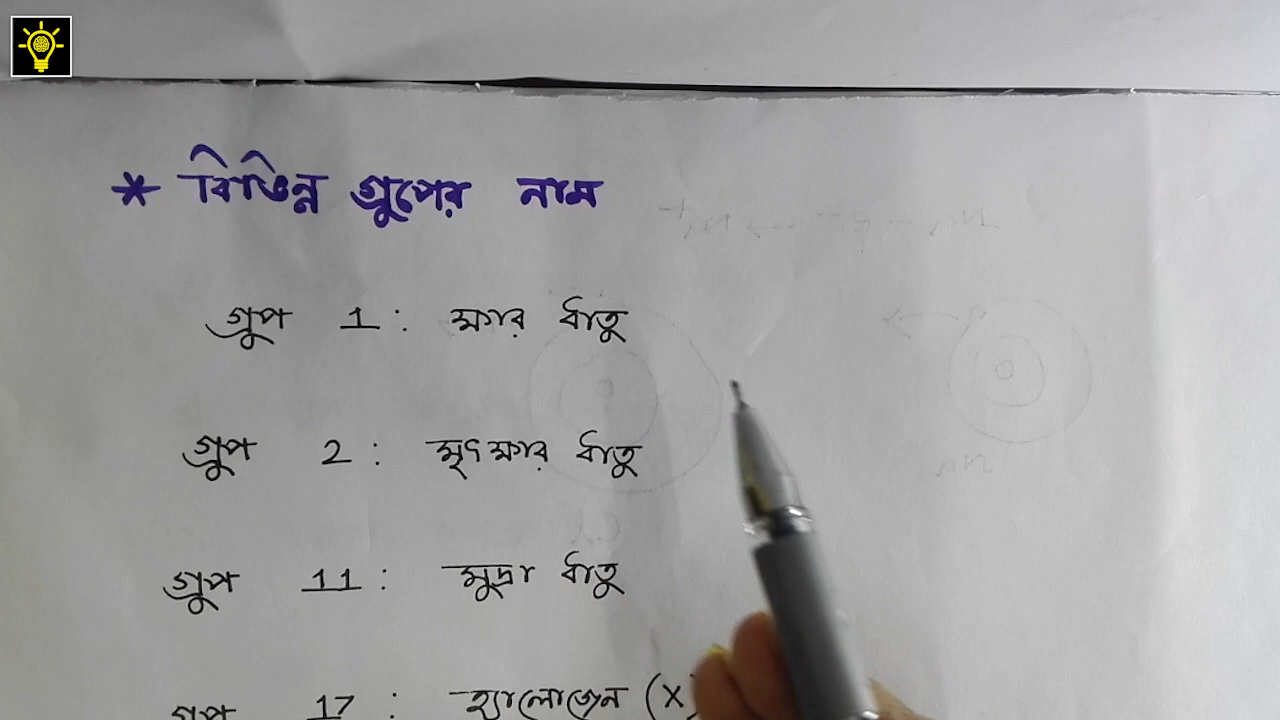 * বিভিন্ন গ্রুপের নাম
গ্রুপ 1 : ক্ষার ধাতু
গ্রুপ 2 : মৃৎক্ষার ধাতু
গ্রুপ 11 : মুদ্রা ধাতু
গ্রুপ 17 : হ্যালোজেন (X)